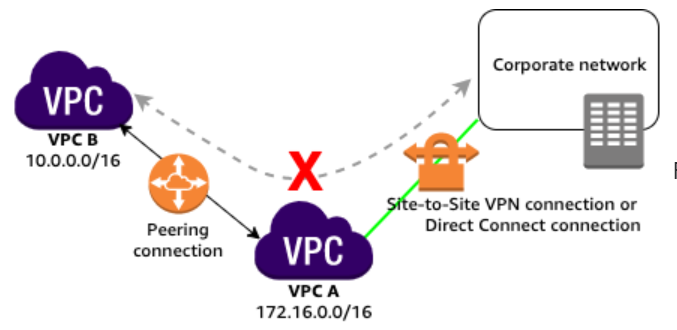 Corporate network
VPC
VPC B
10.0.0.0/16
X
Site-to-Site VPN connection or
Direct Connect connection
Peering
connection
VPC
VPC A
172.16.0.0/16